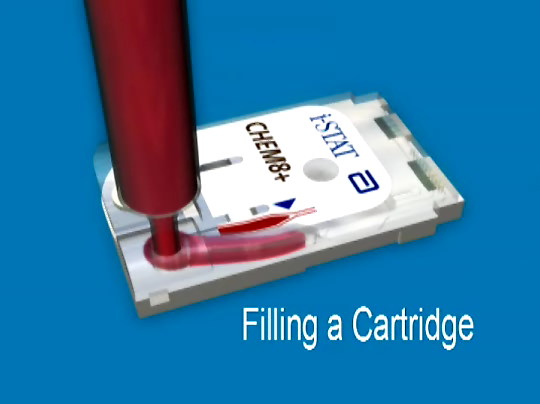 i-STAT
CHEM8+
Filling a Cartridge